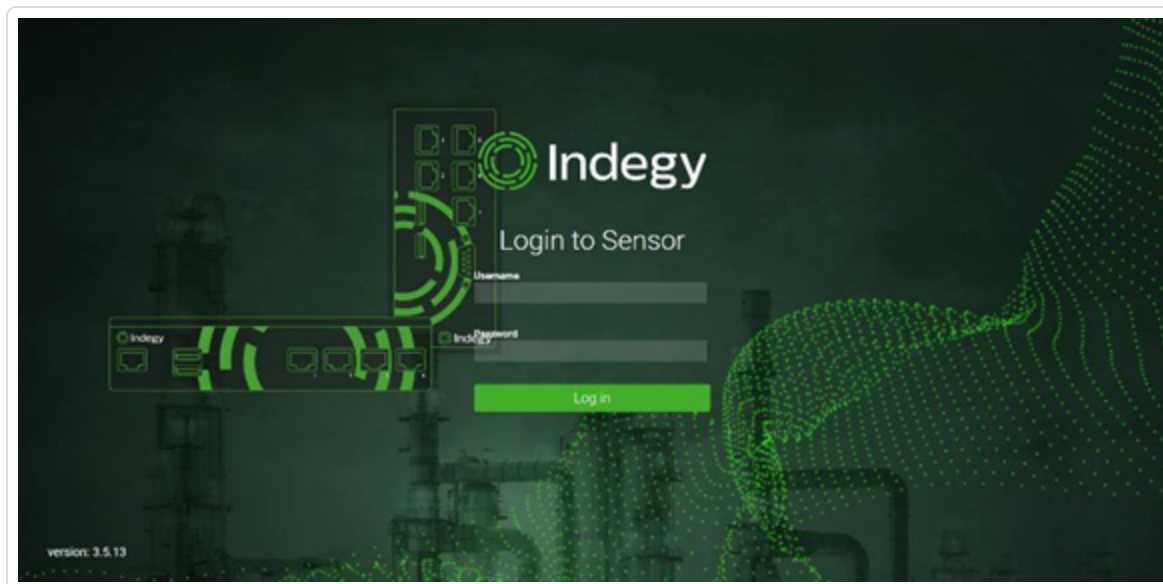 Indegy
Login to Sensor
Username
Indegy
Indegy
Password
Log in
version: 3.5.13